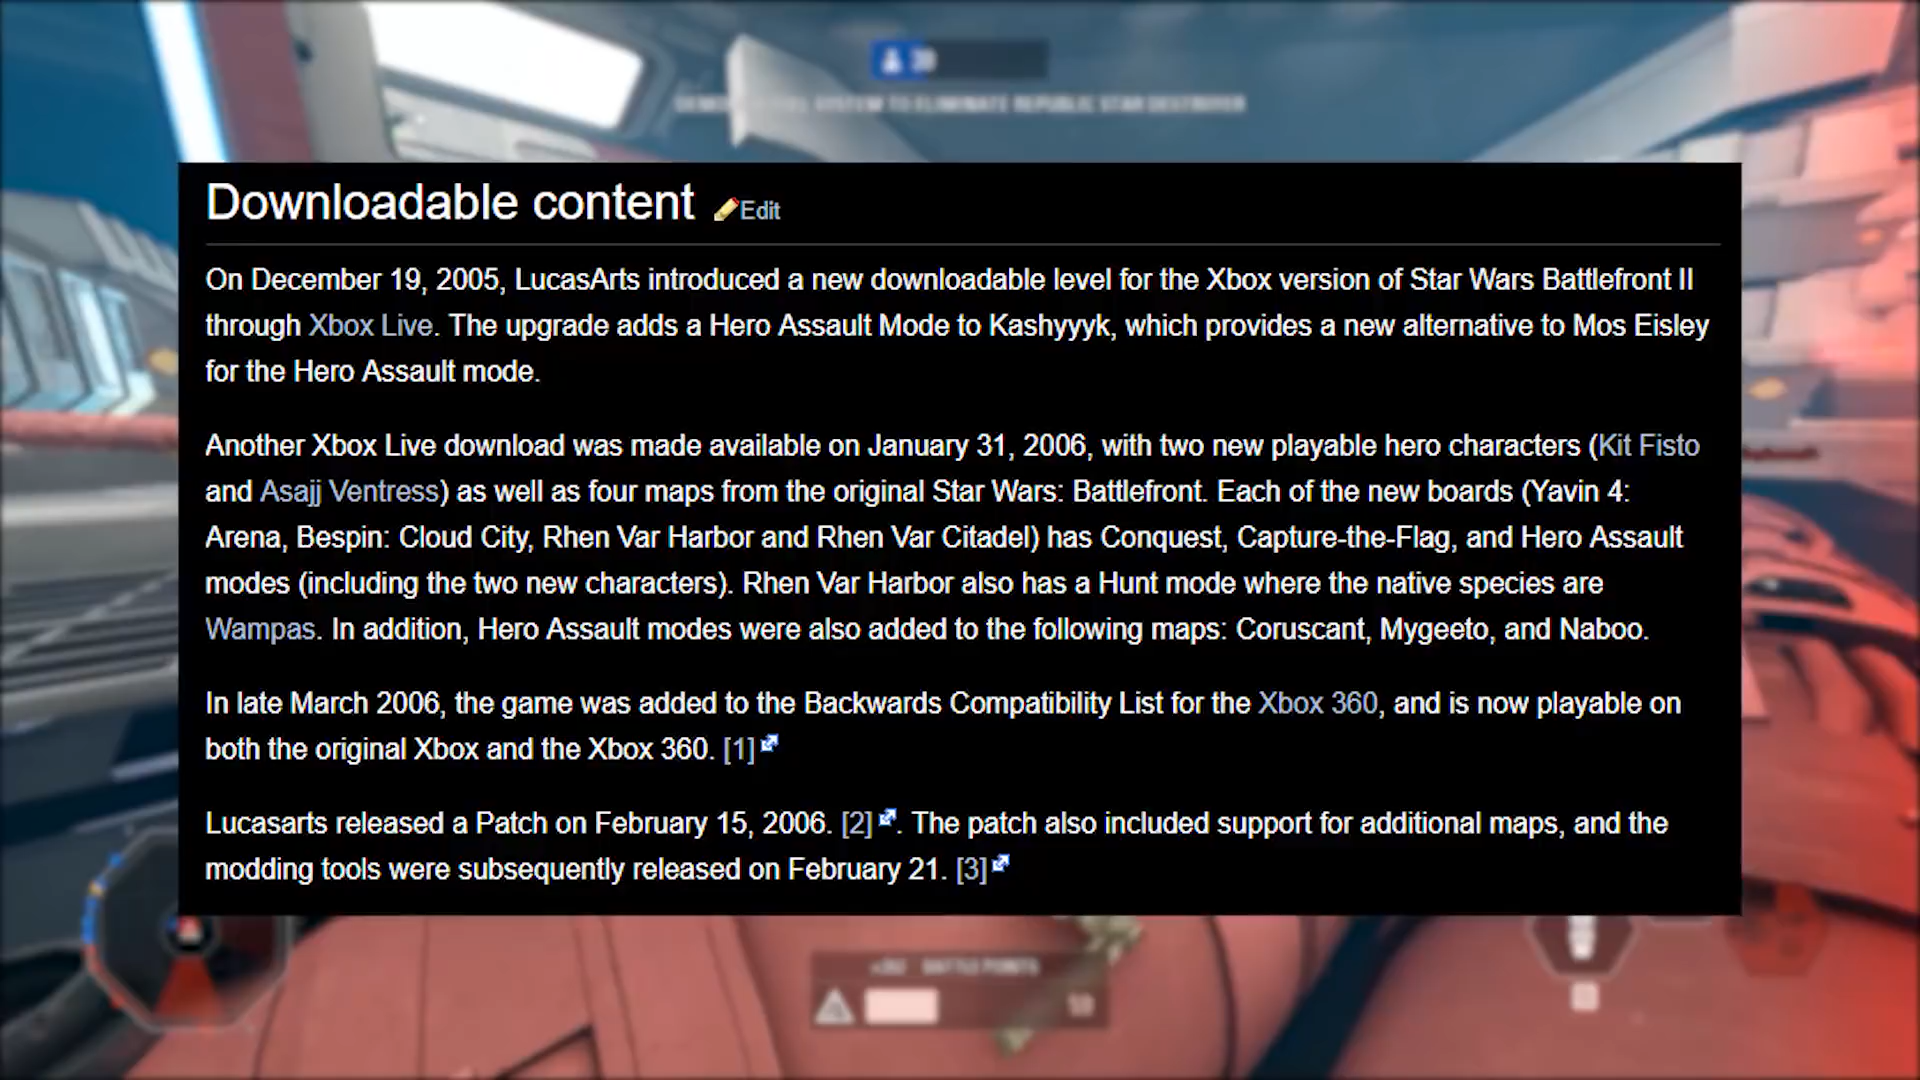 30
SYSTEM TO ELIMINATE REPUBLIC STAR DESTROYER
Downloadable content Edit
On December 19, 2005, LucasArts introduced a new downloadable level for the Xbox version of Star Wars Battlefront II
through Xbox Live. The upgrade adds a Hero Assault Mode to Kashyyyk, which provides a new alternative to Mos Eisley
for the Hero Assault mode.
Another Xbox Live download was made available on January 31, 2006, with two new playable hero characters (Kit Fisto
and Asajj Ventress) as well as four maps from the original Star Wars: Battlefront. Each of the new boards (Yavin 4:
Arena, Bespin: Cloud City, Rhen Var Harbor and Rhen Var Citadel) has Conquest, Capture-the-Flag, and Hero Assault
modes (including the two new characters). Rhen Var Harbor also has a Hunt mode where the native species are
Wampas. In addition, Hero Assault modes were also added to the following maps: Coruscant, Mygeeto, and Naboo.
In late March 2006, the game was added to the Backwards Compatibility List for the Xbox 360, and is now playable on
both the original Xbox and the Xbox 360. [1]
Lucasarts released a Patch on February 15, 2006. [2]. The patch also included support for additional maps, and the
modding tools were subsequently released on February 21. [3]
BATTLE POINTS